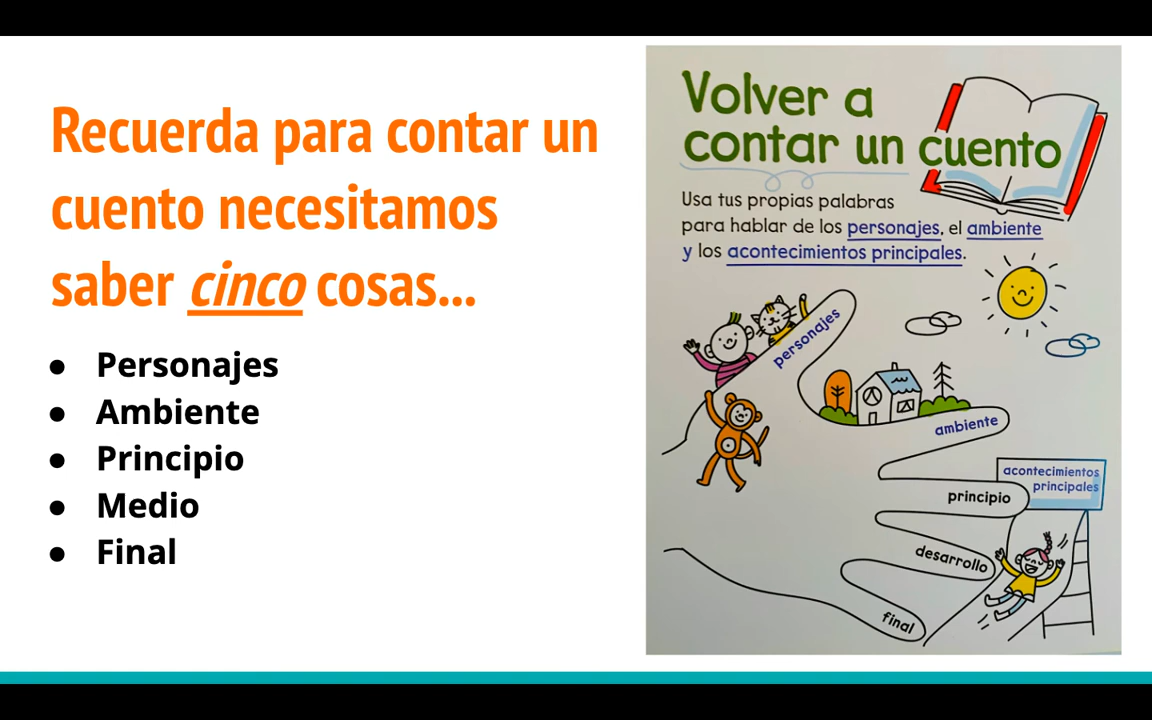 Recuerda para contar un
cuento necesitamos
saber cinco cosas...
● Personajes
● Ambiente
● Principio
● Medio
● Final
Volver a
contar un cuento
Usa tus propias palabras
para hablar de los personajes, el ambiente
y los acontecimientos principales.
personajes
ambiente
acontecimientos
principales
principio
desarrollo
final